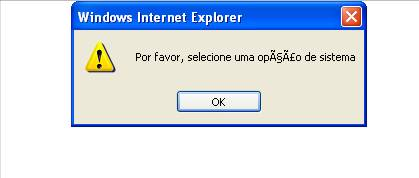 Windows Internet Explorer
Por favor, selecione uma opÃ§Ã£o de sistema
OK